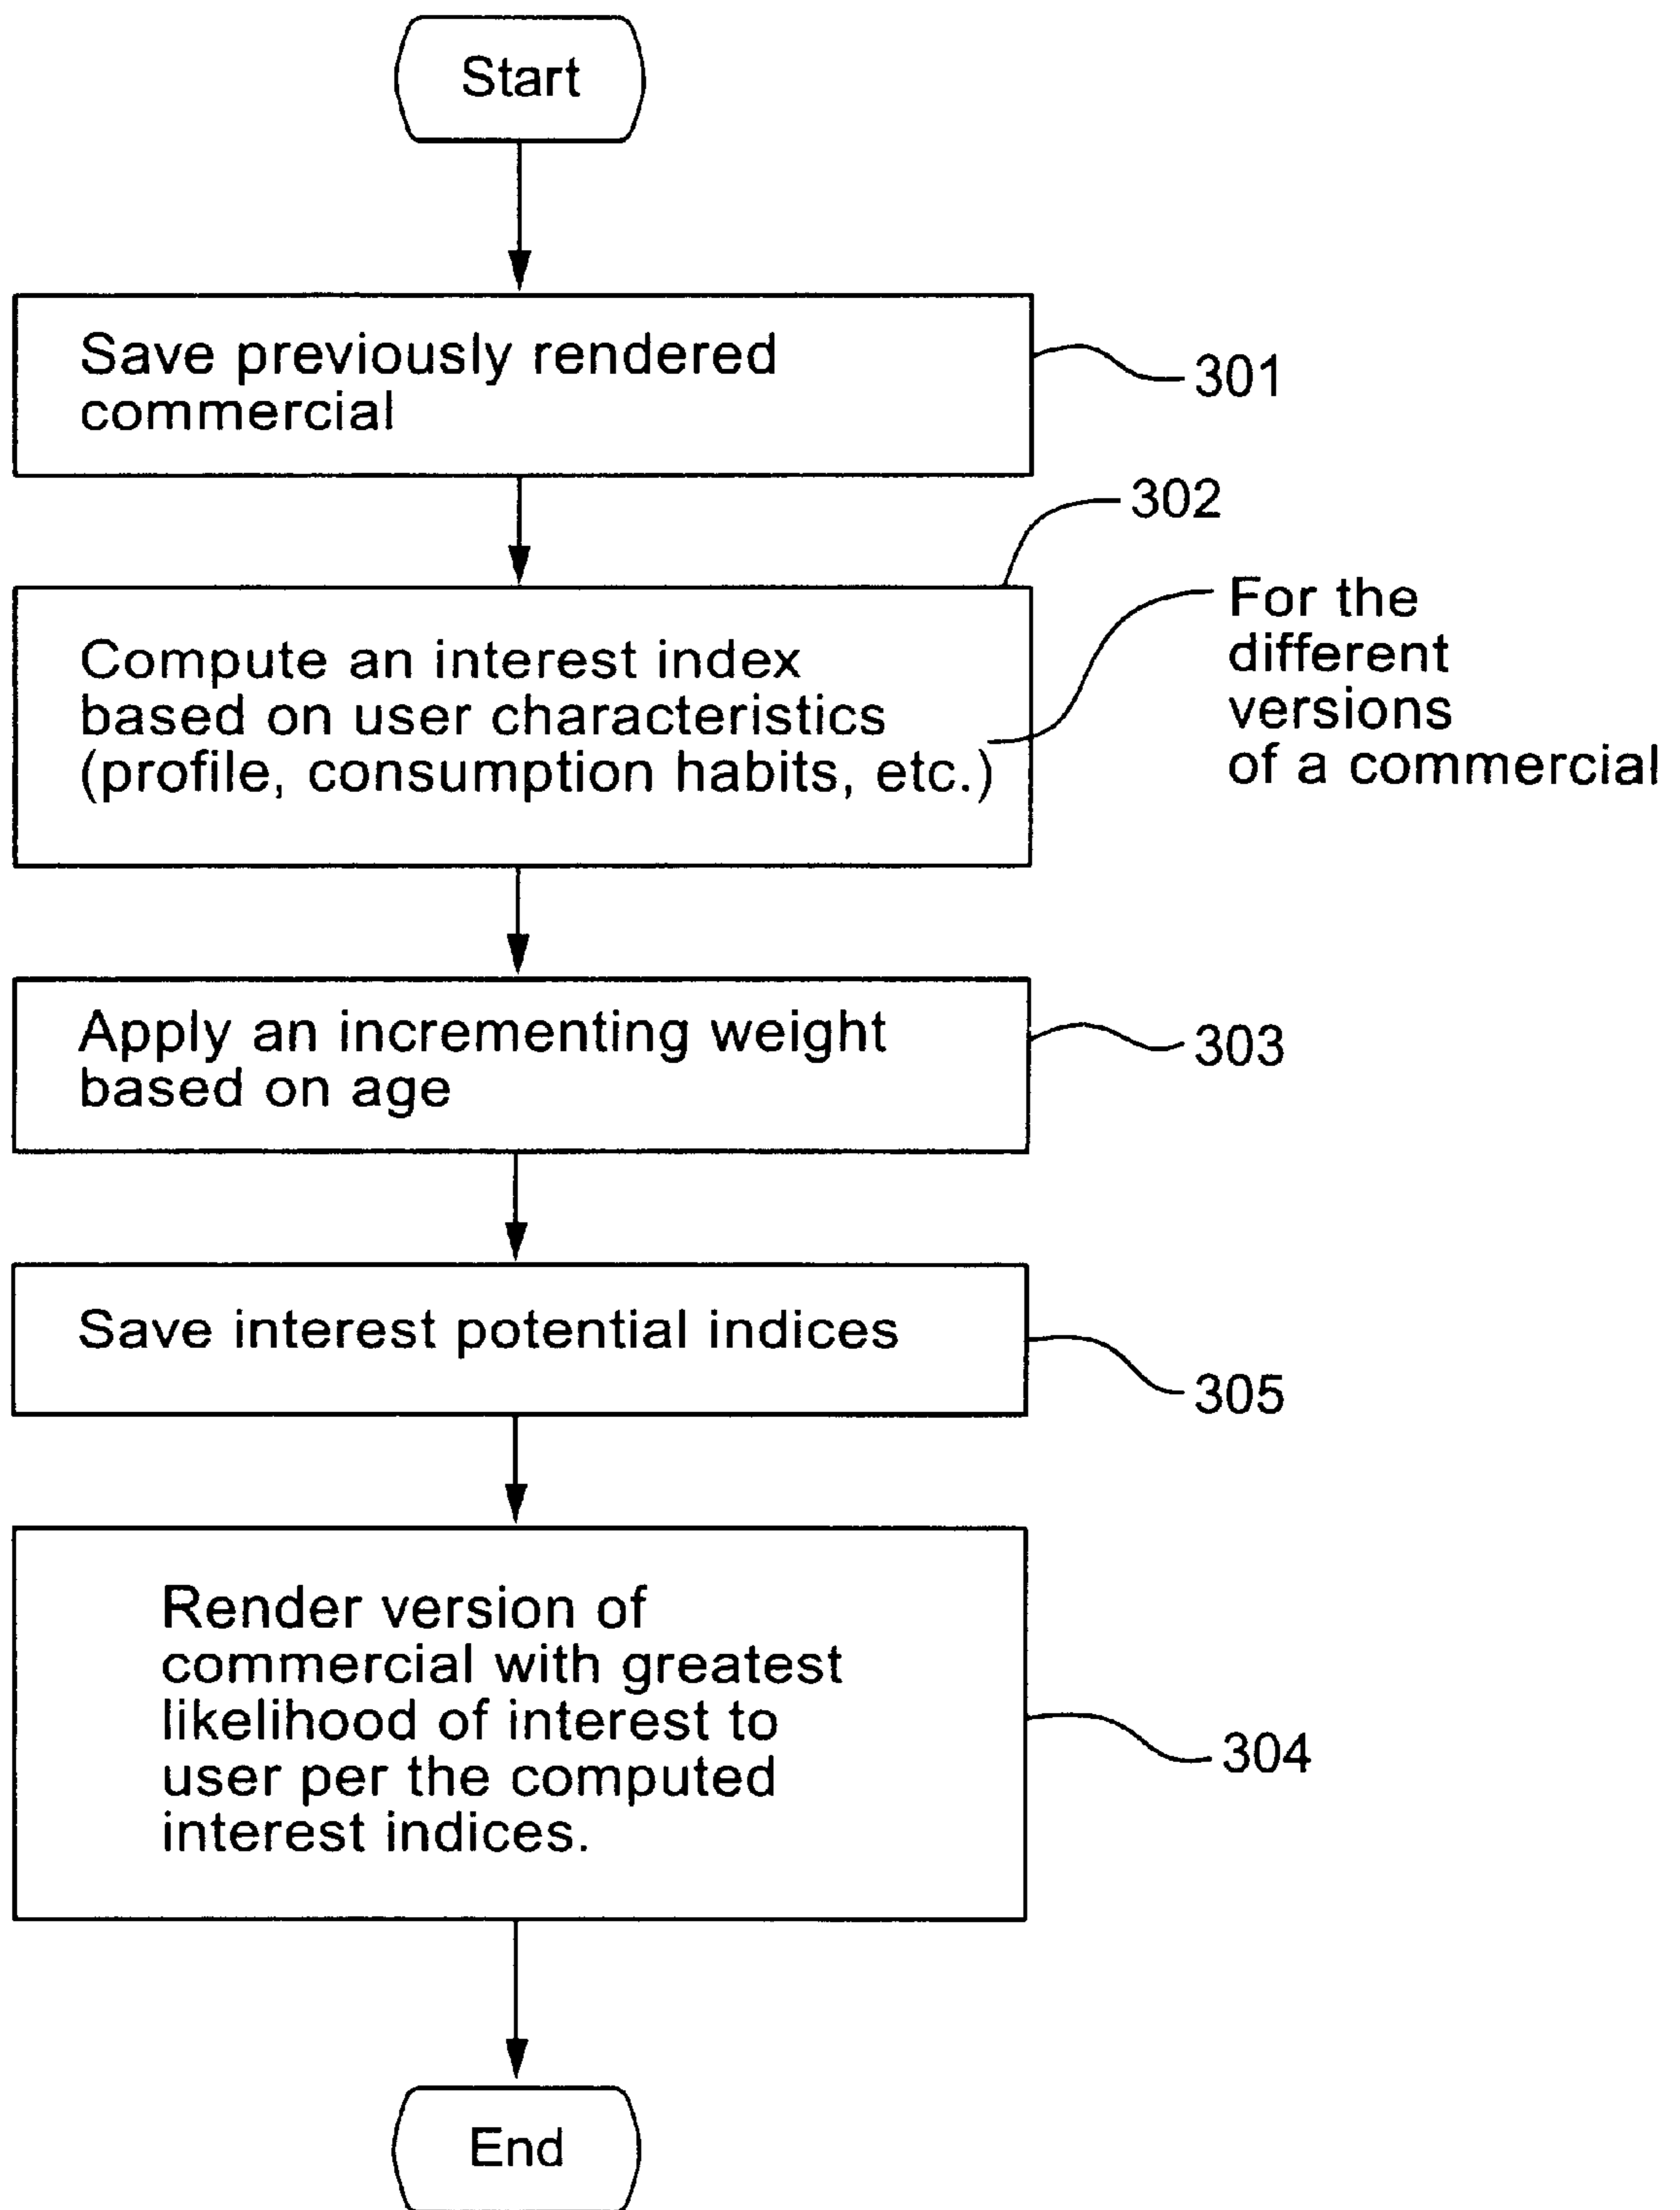 Start
Save previously rendered
commercial
301
302
Compute an interest index
based on user characteristics
(profile, consumption habits, etc.)
For the
different
versions
of a commercial
Apply an incrementing weight
based on age
303
Save interest potential indices
305
Render version of
commercial with greatest
likelihood of interest to
user per the computed
interest indices.
304
End